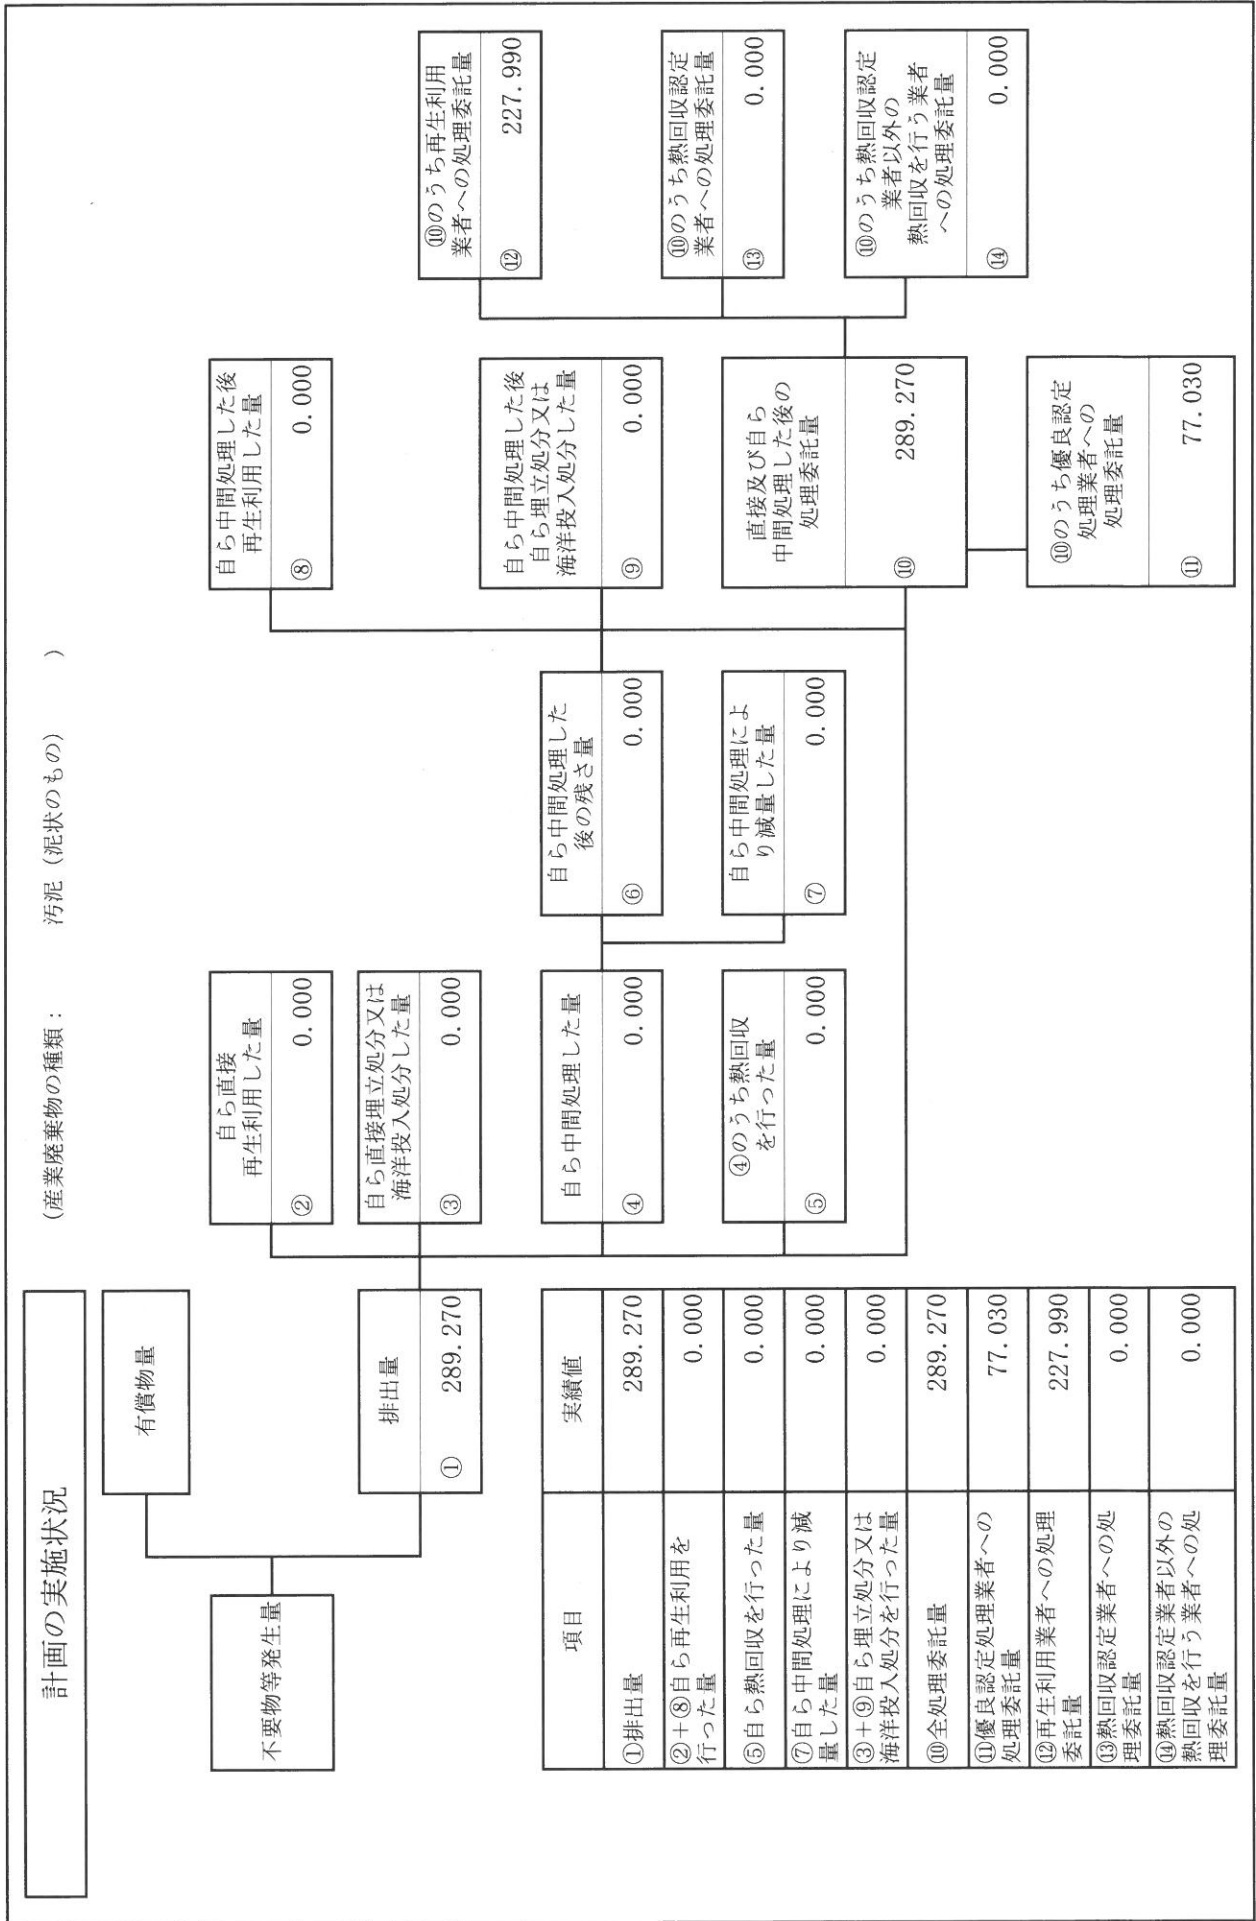 計画の実施状況
(産業廃棄物の種類: 汚泥(泥状のもの) )
不要物等発生量
有償物量
排出量
① 289.270
自ら直接
再生利用した量
② 0.000
自ら直接埋立処分又は
海洋投入処分した量
③ 0.000
自ら中間処理した量
④ 0.000
④のうち熱回収
を行った量
⑤ 0.000
自ら中間処理した
後の残さ量
⑥ 0.000
自ら中間処理によ
り減量した量
⑦ 0.000
自ら中間処理した後
再生利用した量
⑧ 0.000
自ら中間処理した後
自ら埋立処分又は
海洋投入処分した量
⑨ 0.000
直接及び自ら
中間処理した後の
処理委託量
⑩ 289.270
⑩のうち優良認定
処理業者への
処理委託量
⑪ 77.030
⑩のうち再生利用
業者への処理委託量
⑫ 227.990
⑩のうち熱回収認定
業者への処理委託量
⑬ 0.000
⑩のうち熱回収認定
業者以外の
熱回収を行う業者
への処理委託量
⑭ 0.000
項目 実績値
①排出量 289.270
②+⑧自ら再生利用を
行った量 0.000
⑤自ら熱回収を行った量 0.000
⑦自ら中間処理により減
量した量 0.000
③+⑨自ら埋立処分又は
海洋投入処分を行った量 0.000
⑩全処理委託量 289.270
⑪優良認定処理業者への
処理委託量 77.030
⑫再生利用業者への処理
委託量 227.990
⑬熱回収認定業者への処
理委託量 0.000
⑭熱回収認定業者以外の
熱回収を行う業者への処
理委託量 0.000